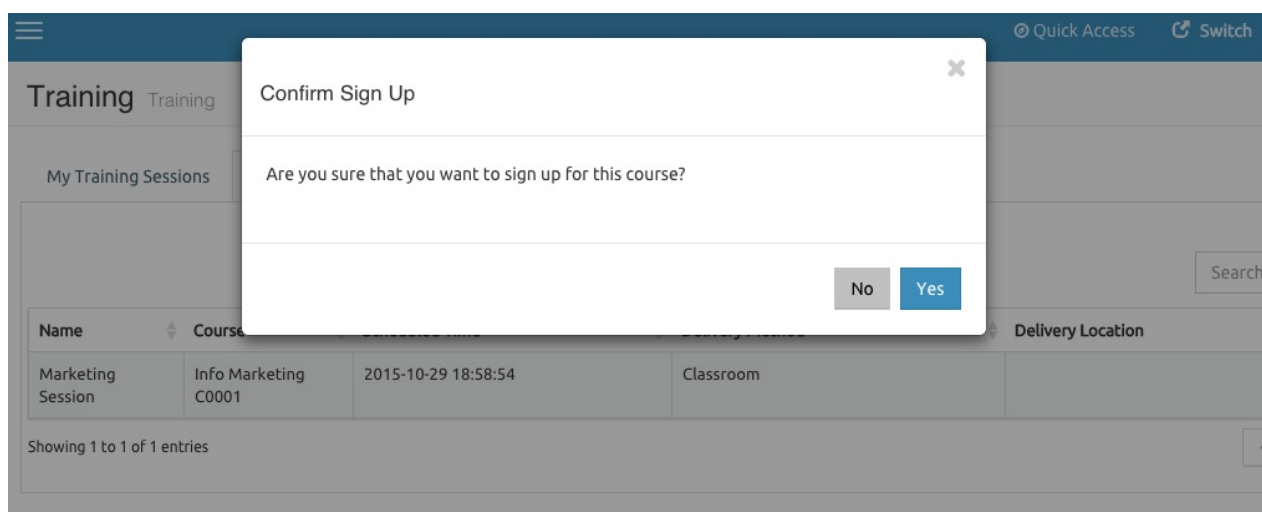 Quick Access Switch
Training Training
Confirm Sign Up
My Training Sessions
Are you sure that you want to sign up for this course?
No Yes
Search
Name Course Delivery Location
Marketing Info Marketing 2015-10-29 18:58:54 Classroom
Session C0001
Showing 1 to 1 of 1 entries